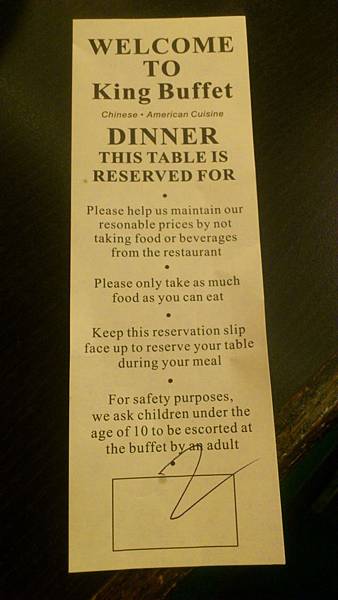 WELCOME
TO
King Buffet
Chinese • American Cuisine
DINNER
THIS TABLE IS
RESERVED FOR
•
Please help us maintain our
resonable prices by not
taking food or beverages
from the restaurant
•
Please only take as much
food as you can eat
•
Keep this reservation slip
face up to reserve your table
during your meal
•
For safety purposes,
we ask children under the
age of 10 to be escorted at
the buffet by an adult
•